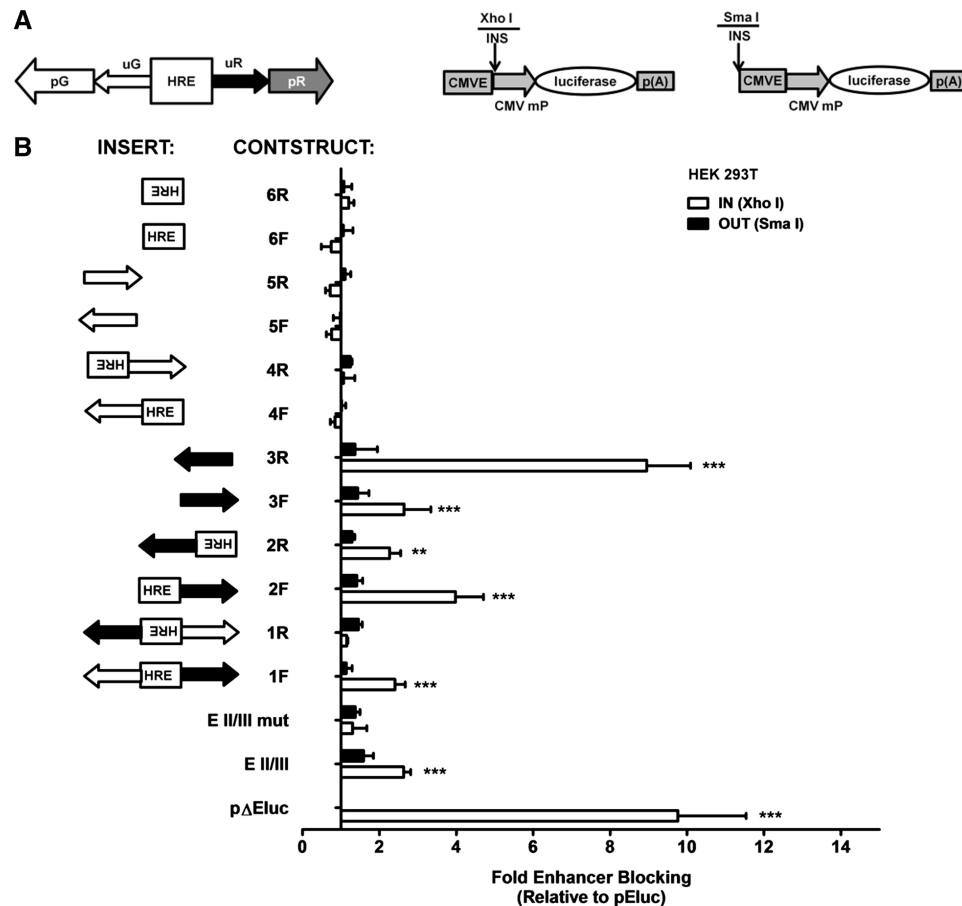 A
uG
uR
pG
HRE
pR
Xho I
INS
CMVE
luciferase
p(A)
CMV mP
Sma I
INS
CMVE
luciferase
p(A)
CMV mP
B
INSERT:
CONTSTRUCT:
HEK 293T
IN (Xho I)
OUT (Sma I)
HRE
6R
HRE
6F
5R
5F
HRE
4R
HRE
4F
3R
***
3F
***
HRE
2R
**
HRE
2F
***
HRE
1R
HRE
1F
***
E II/III mut
E II/III
***
pΔEluc
***
0 2 4 6 8 10 12 14
Fold Enhancer Blocking
(Relative to pEluc)